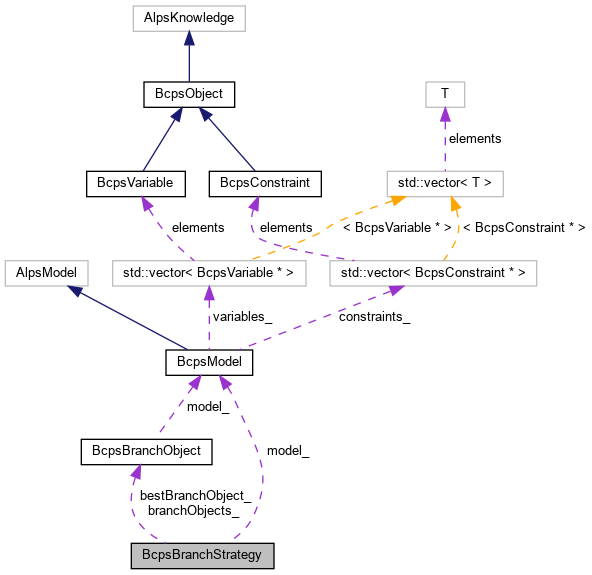 AlpsKnowledge
BcpsObject
T
elements
BcpsVariable
BcpsConstraint
std::vector< T >
elements
elements
< BcpsVariable * >
< BcpsConstraint * >
AlpsModel
std::vector< BcpsVariable * >
std::vector< BcpsConstraint * >
variables_
constraints_
BcpsModel
model_
BcpsBranchObject
model_
bestBranchObject_
branchObjects_
BcpsBranchStrategy